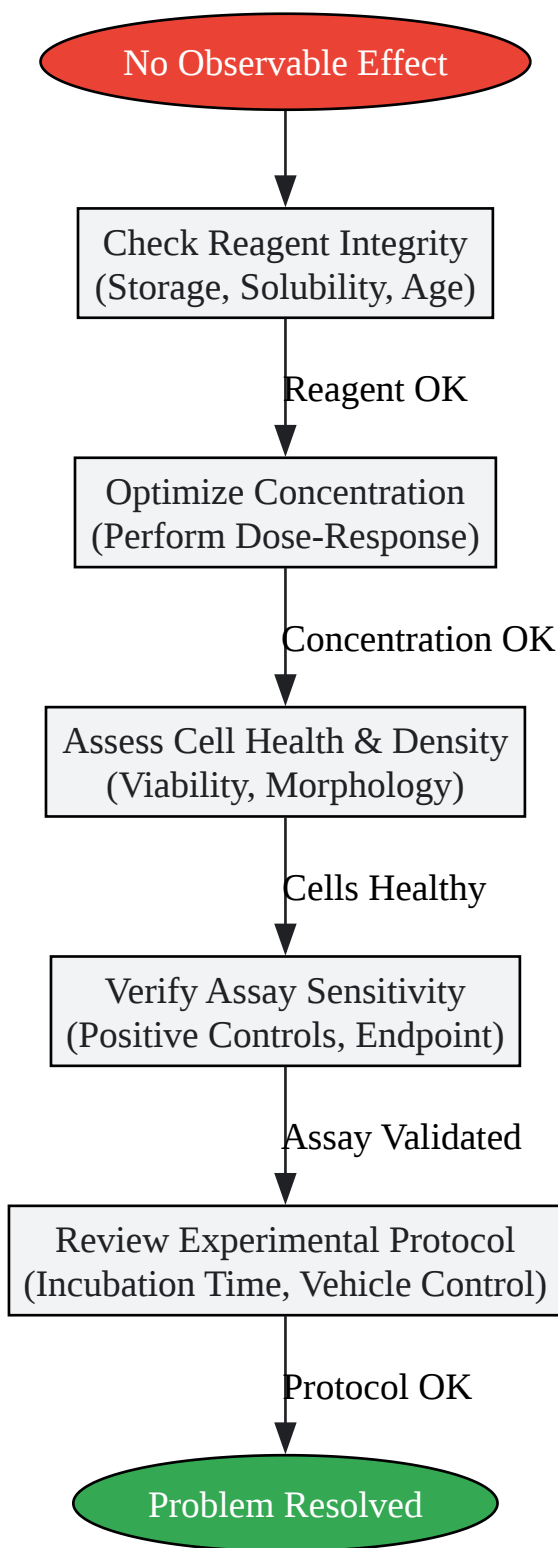 No Observable Effect
Check Reagent Integrity
(Storage, Solubility, Age)
Reagent OK
Optimize Concentration
(Perform Dose-Response)
Concentration OK
Assess Cell Health & Density
(Viability, Morphology)
Cells Healthy
Verify Assay Sensitivity
(Positive Controls, Endpoint)
Assay Validated
Review Experimental Protocol
(Incubation Time, Vehicle Control)
Protocol OK
Problem Resolved